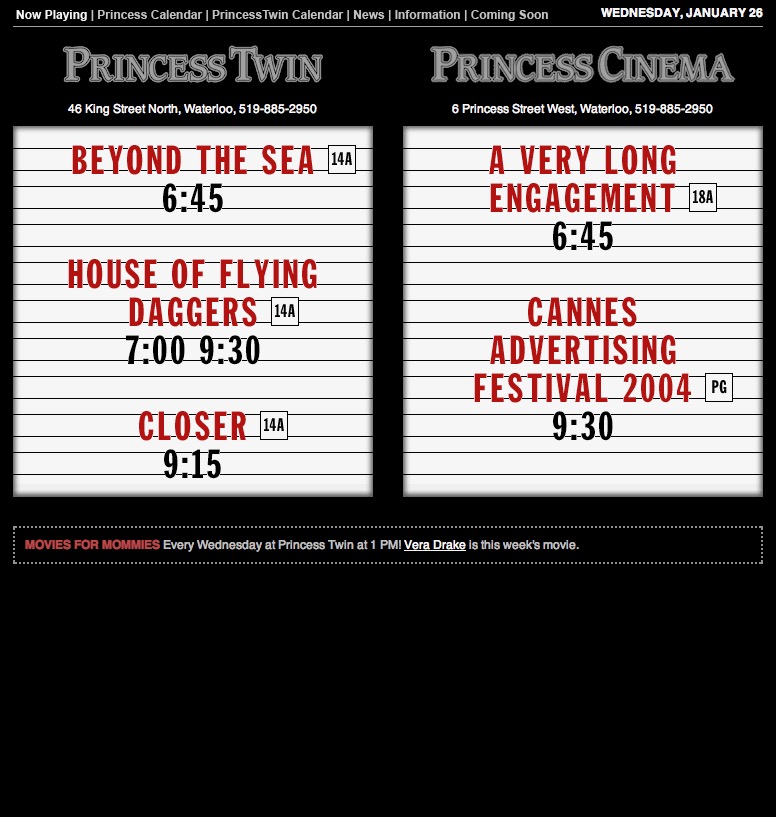 Now Playing | Princess Calendar | PrincessTwin Calendar | News | Information | Coming Soon
WEDNESDAY, JANUARY 26
PRINCESS TWIN
46 King Street North, Waterloo, 519-885-2950
BEYOND THE SEA 14A
6:45
HOUSE OF FLYING
DAGGERS 14A
7:00 9:30
CLOSER 14A
9:15
PRINCESS CINEMA
6 Princess Street West, Waterloo, 519-885-2950
A VERY LONG
ENGAGEMENT 18A
6:45
CANNES
ADVERTISING
FESTIVAL 2004 PG
9:30
MOVIES FOR MOMMIES Every Wednesday at Princess Twin at 1 PM! Vera Drake is this week's movie.